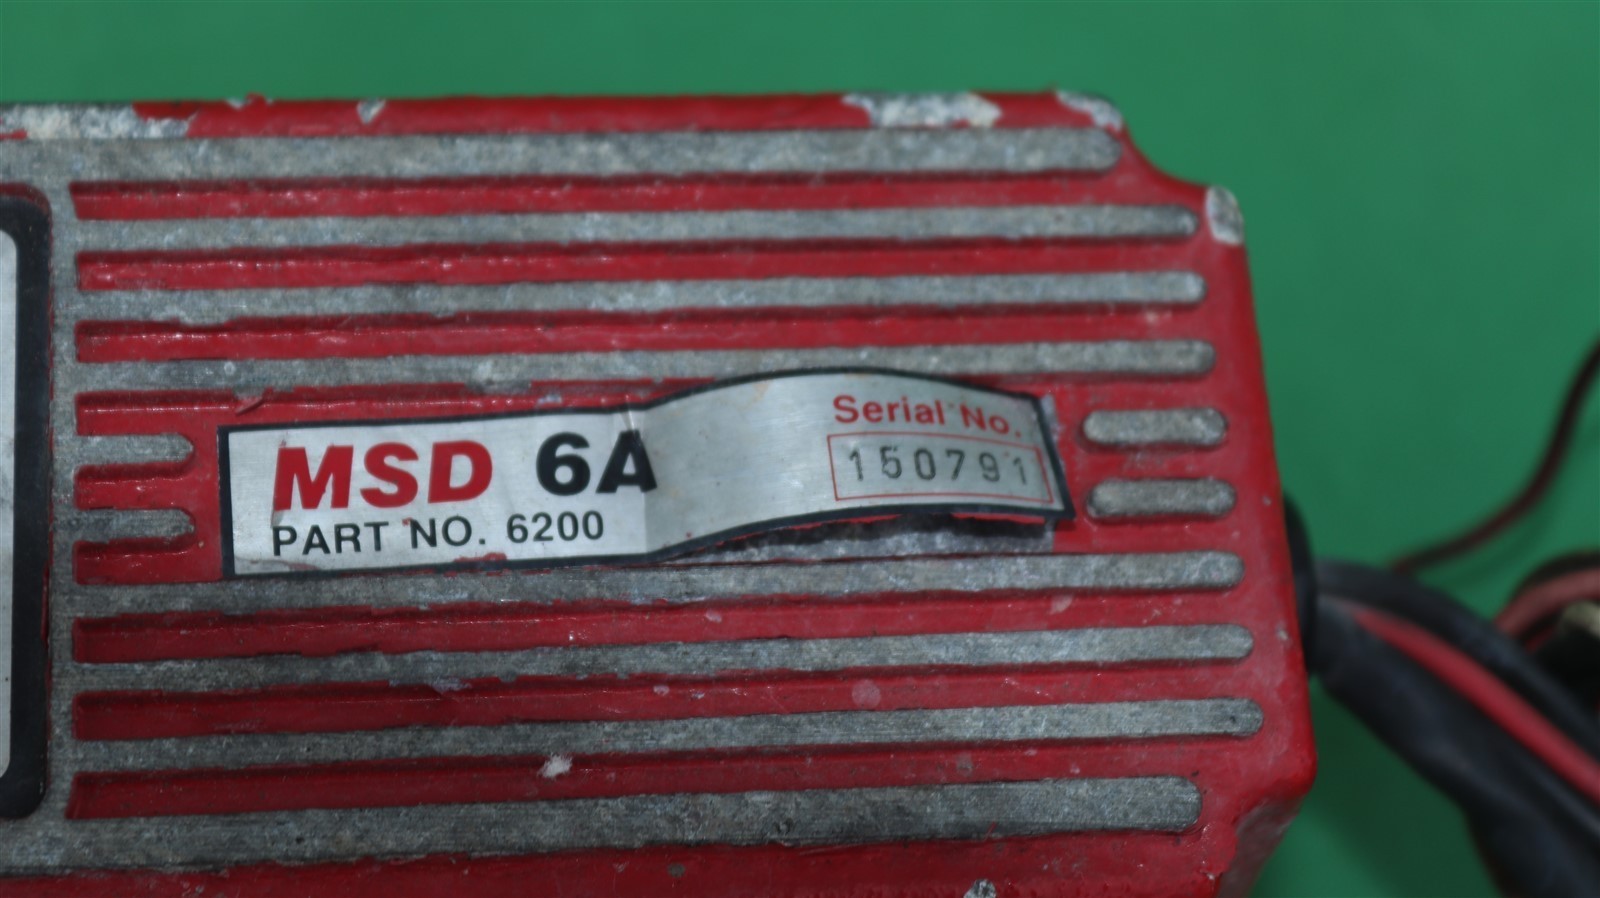 MSD 6A
PART NO. 6200
Serial No.
150791